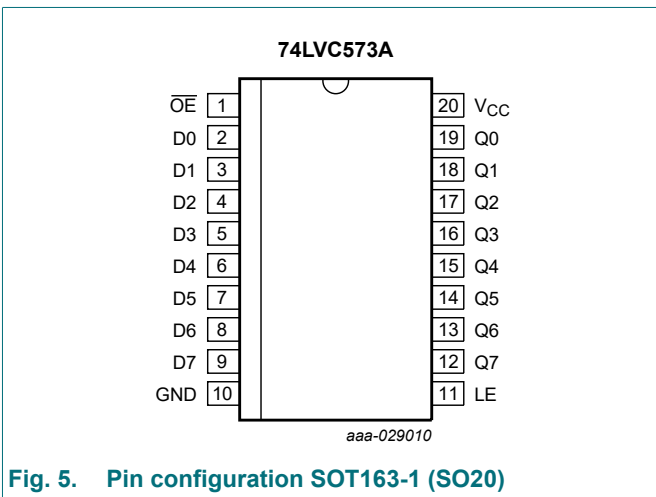 74LVC573A
OE 1 20 VCC
D0 2 19 Q0
D1 3 18 Q1
D2 4 17 Q2
D3 5 16 Q3
D4 6 15 Q4
D5 7 14 Q5
D6 8 13 Q6
D7 9 12 Q7
GND 10 11 LE
aaa-029010
Fig. 5. Pin configuration SOT163-1 (SO20)